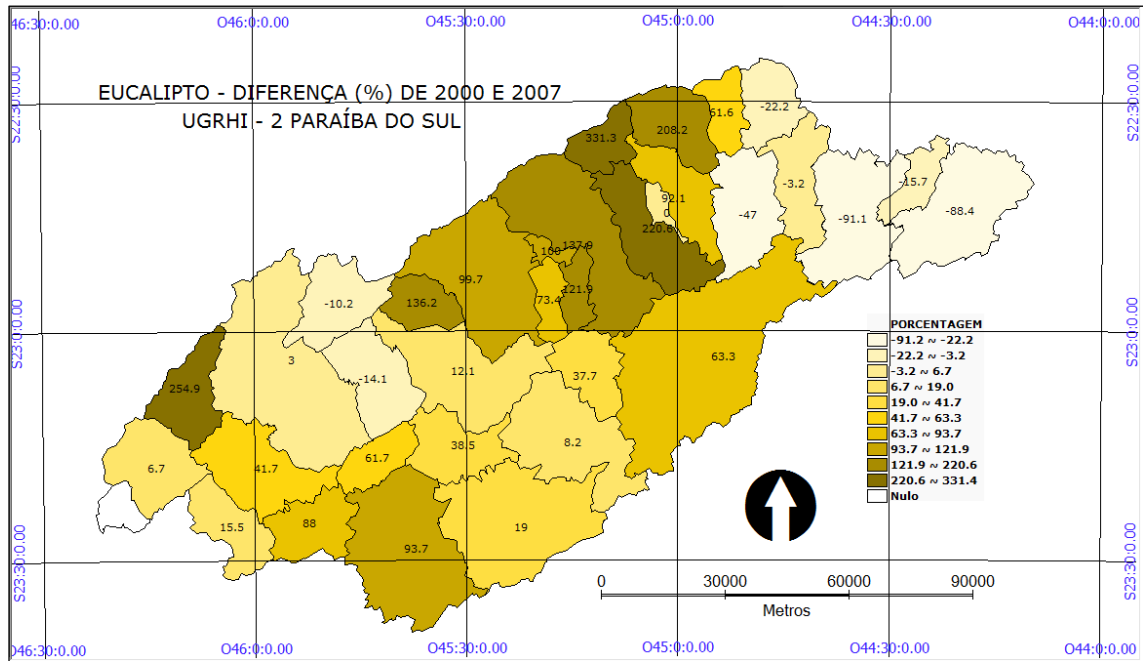 O46:30:0.00 O46:0:0.00 O45:30:0.00 O45:0:0.00 O44:30:0.00 O44:0:0.00
EUCALIPTO - DIFERENÇA (%) DE 2000 E 2007
UGRHI - 2 PARAÍBA DO SUL
S22:30:0.00 S22:30:0.00
-22.2
208.2
331.3
-3.2
-15.7
92.1
0
-47
-91.1
-88.4
220.6
137.9
100
99.7
73.4
121.9
136.2
-10.2
S23:0:0.00 S23:0:0.00
3
12.1
37.7
63.3
-14.1
254.9
38.5
8.2
61.7
6.7
41.7
15.5
88
93.7
19
PORCENTAGEM
-91.2 ~ -22.2
-22.2 ~ -3.2
-3.2 ~ 6.7
6.7 ~ 19.0
19.0 ~ 41.7
41.7 ~ 63.3
63.3 ~ 93.7
93.7 ~ 121.9
121.9 ~ 220.6
220.6 ~ 331.4
Nulo
S23:30:0.00 S23:30:0.00
0 30000 60000 90000
Metros
O46:30:0.00 O46:0:0.00 O45:30:0.00 O45:0:0.00 O44:30:0.00 O44:0:0.00